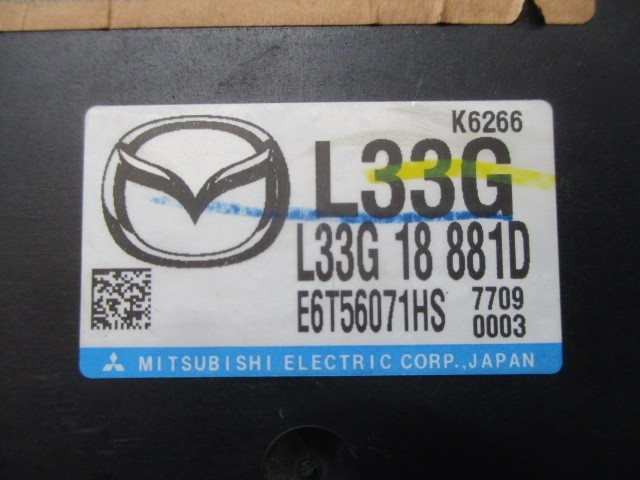 K6266
L33G
L33G 18 881D
E6T56071HS 7709
0003
MITSUBISHI ELECTRIC CORP., JAPAN